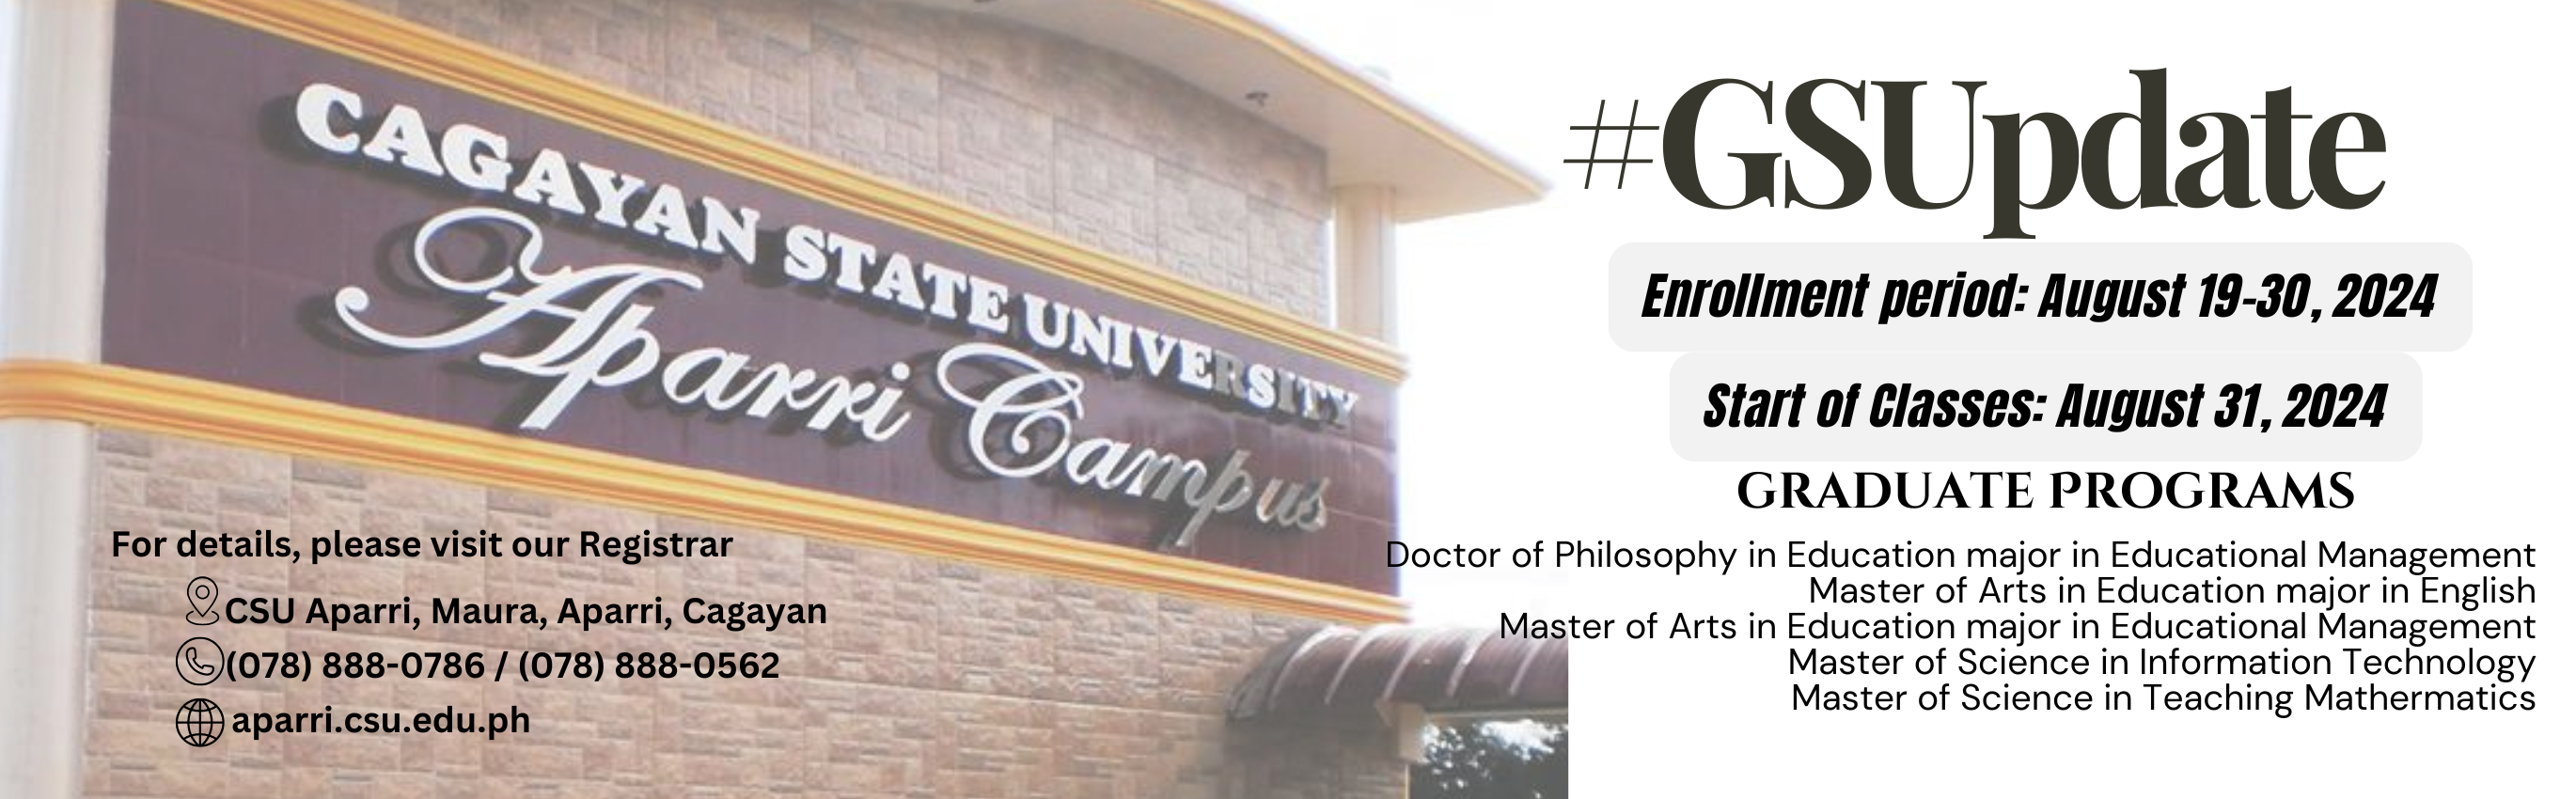 CAGAYAN STATE UNIVERSITY
Aparri Campus
For details, please visit our Registrar
CSU Aparri, Maura, Aparri, Cagayan
(078) 888-0786 / (078) 888-0562
aparri.csu.edu.ph
#GSUpdate
Enrollment period: August 19-30, 2024
Start of Classes: August 31, 2024
GRADUATE PROGRAMS
Doctor of Philosophy in Education major in Educational Management
Master of Arts in Education major in English
Master of Arts in Education major in Educational Management
Master of Science in Information Technology
Master of Science in Teaching Mathermatics